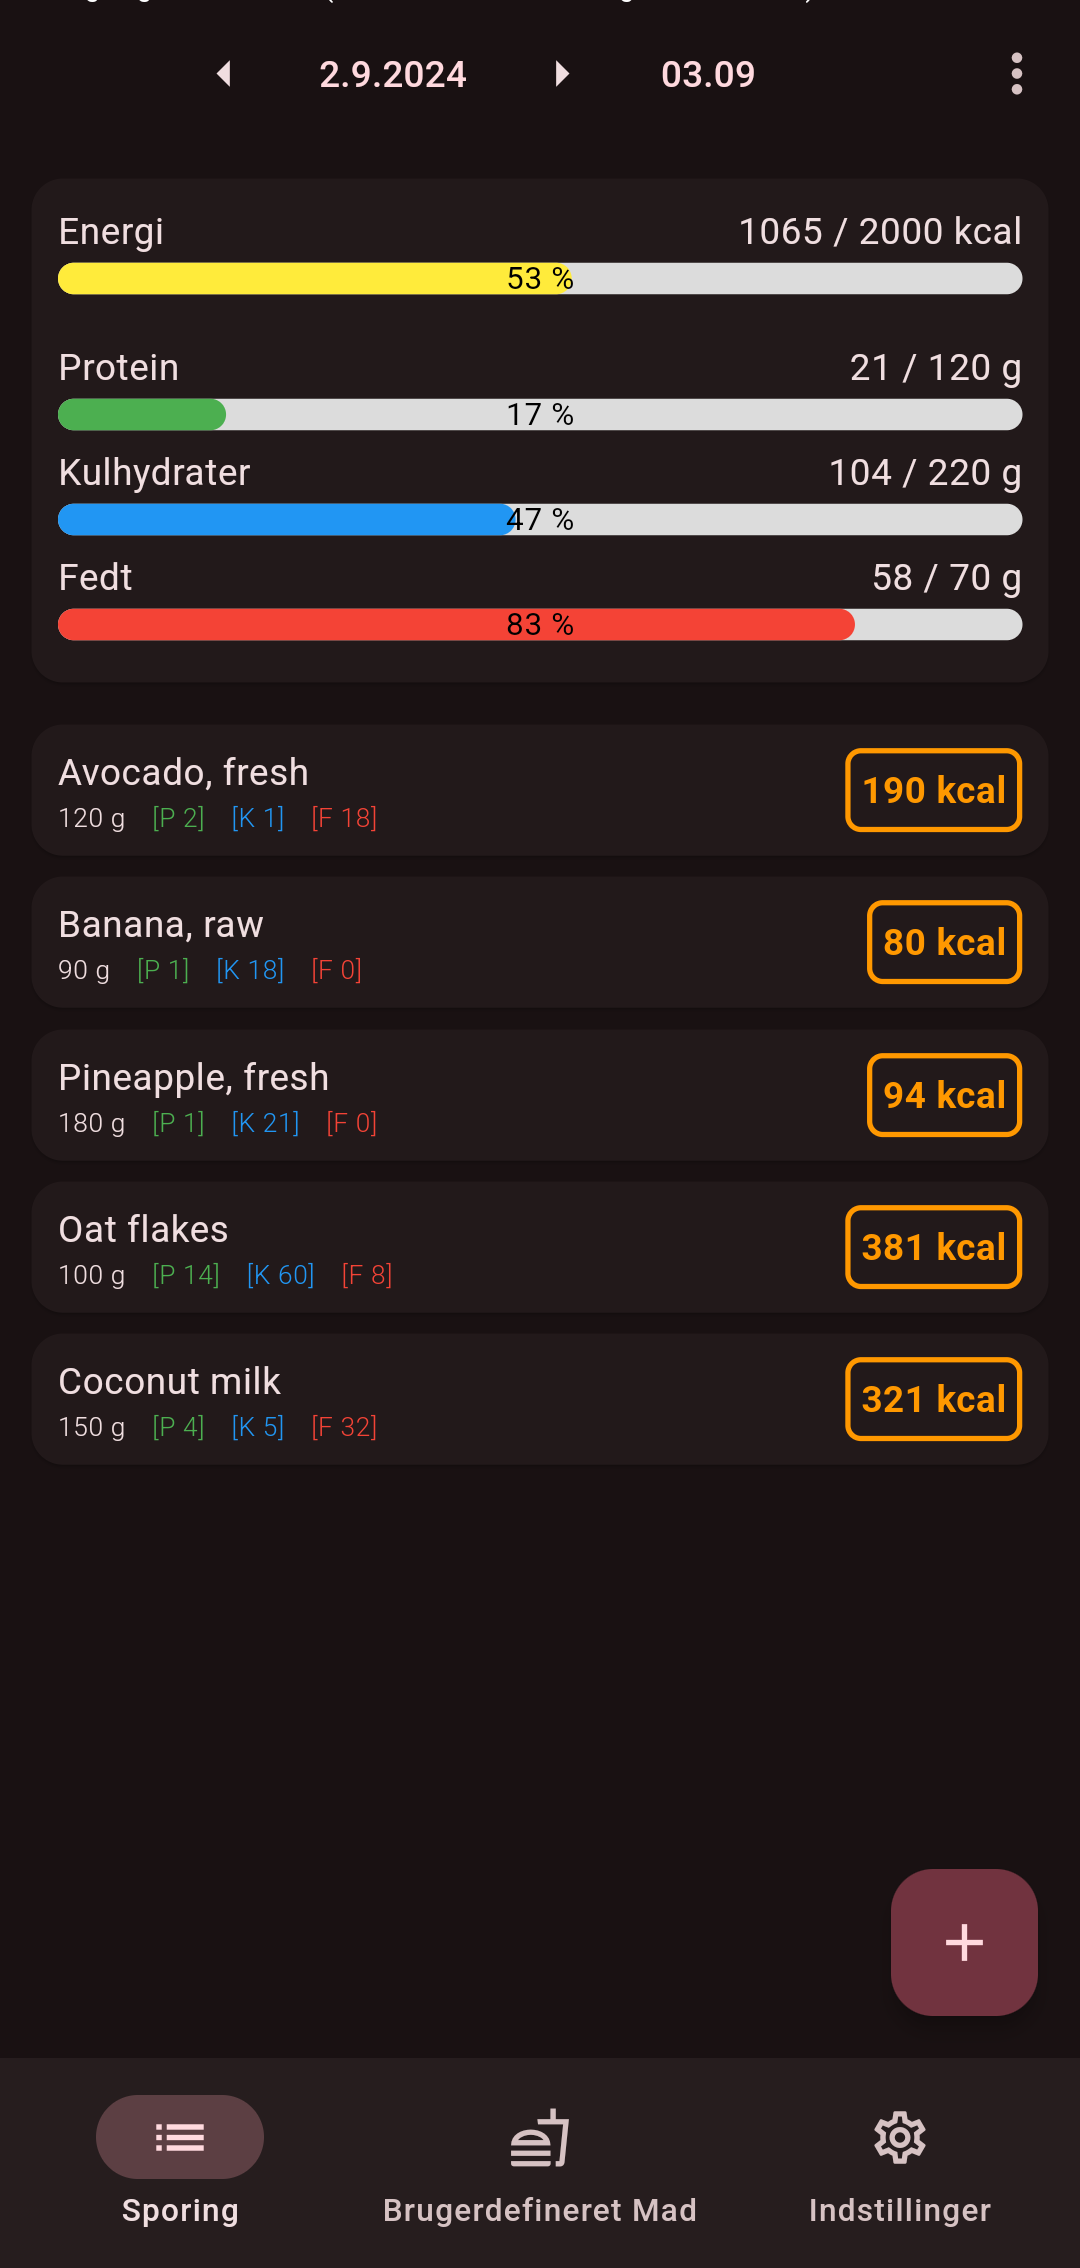 2.9.2024 03.09
Energi 1065 / 2000 kcal
53 %
Protein 21 / 120 g
17 %
Kulhydrater 104 / 220 g
47 %
Fedt 58 / 70 g
83 %
Avocado, fresh
120 g [P 2] [K 1] [F 18]
190 kcal
Banana, raw
90 g [P 1] [K 18] [F 0]
80 kcal
Pineapple, fresh
180 g [P 1] [K 21] [F 0]
94 kcal
Oat flakes
100 g [P 14] [K 60] [F 8]
381 kcal
Coconut milk
150 g [P 4] [K 5] [F 32]
321 kcal
Sporing Brugerdefineret Mad Indstillinger